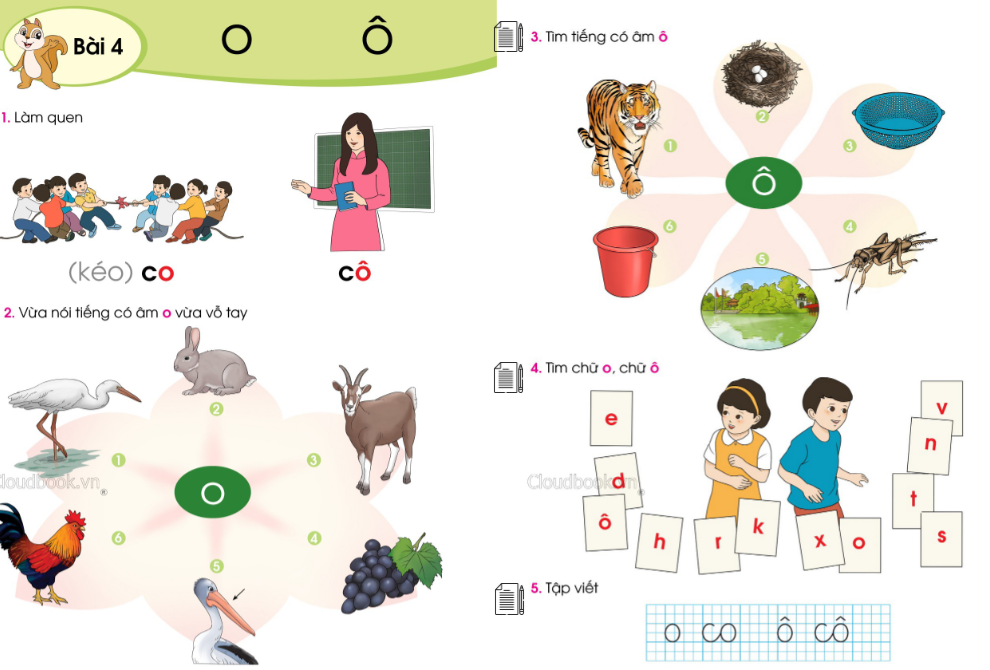 Bài 4
o ô
1. Làm quen
(kéo) co
cô
2. Vừa nói tiếng có âm o vừa vỗ tay
2
1
3
o
6
4
5
Cloudbook.vn
3. Tìm tiếng có âm ô
2
1
3
ô
6
4
5
4. Tìm chữ o, chữ ô
e
v
n
d
ô
t
h
r
k
x
o
s
Cloudbook.vn
5. Tập viết
o co ô cô